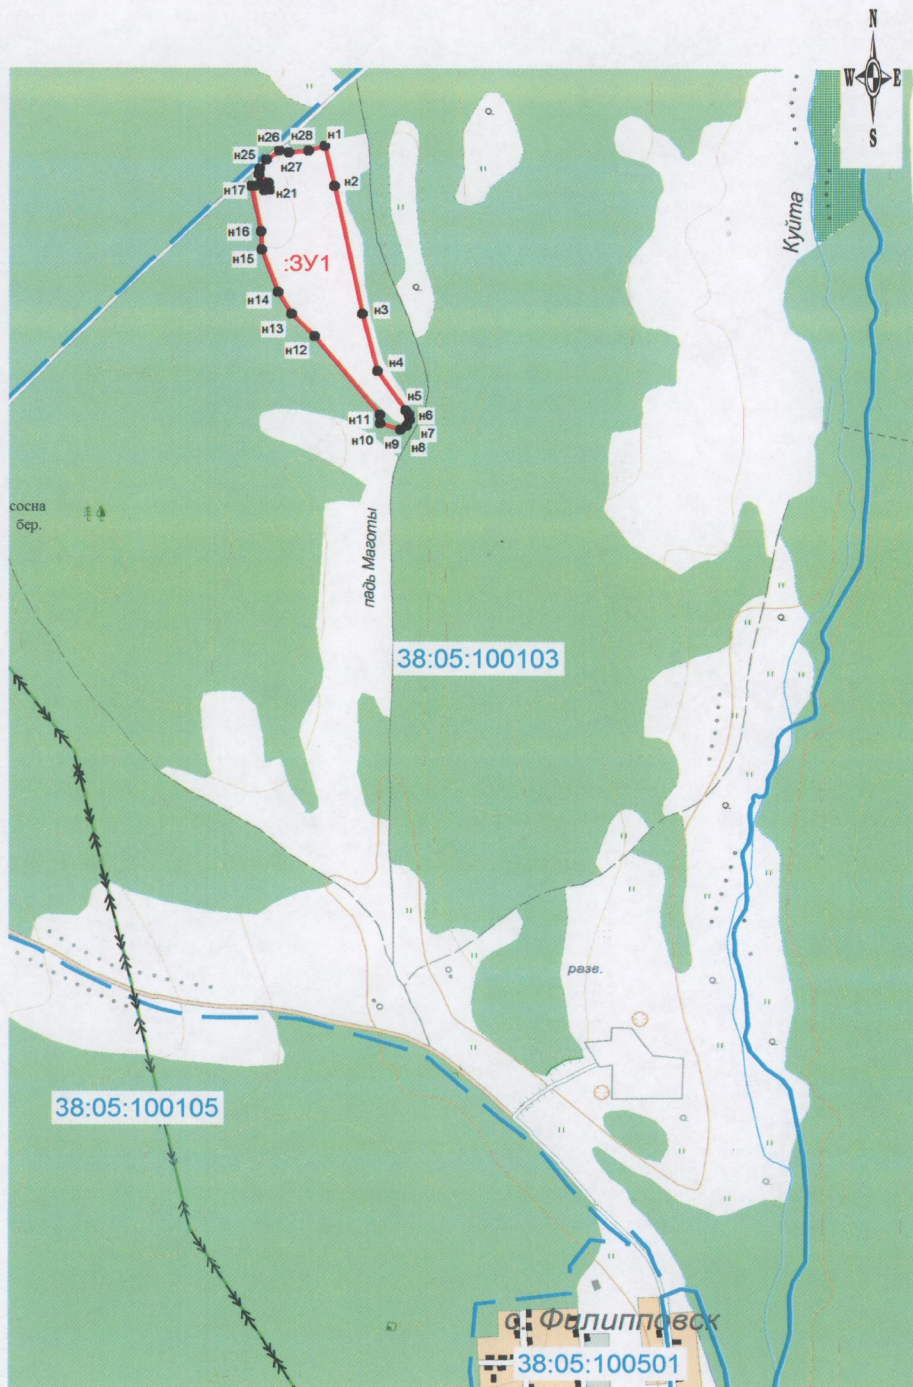 N
W E
S
н26
н28
н1
н25
н27
н17
н21
н2
Куйта
н16
н15
:ЗУ1
н14
н3
н13
н12
н4
н5
н11
н6
н10
н9
н7
н8
сосна
бер.
падь Маготы
38:05:100103
разв.
38:05:100105
с. Филипповск
38:05:100501